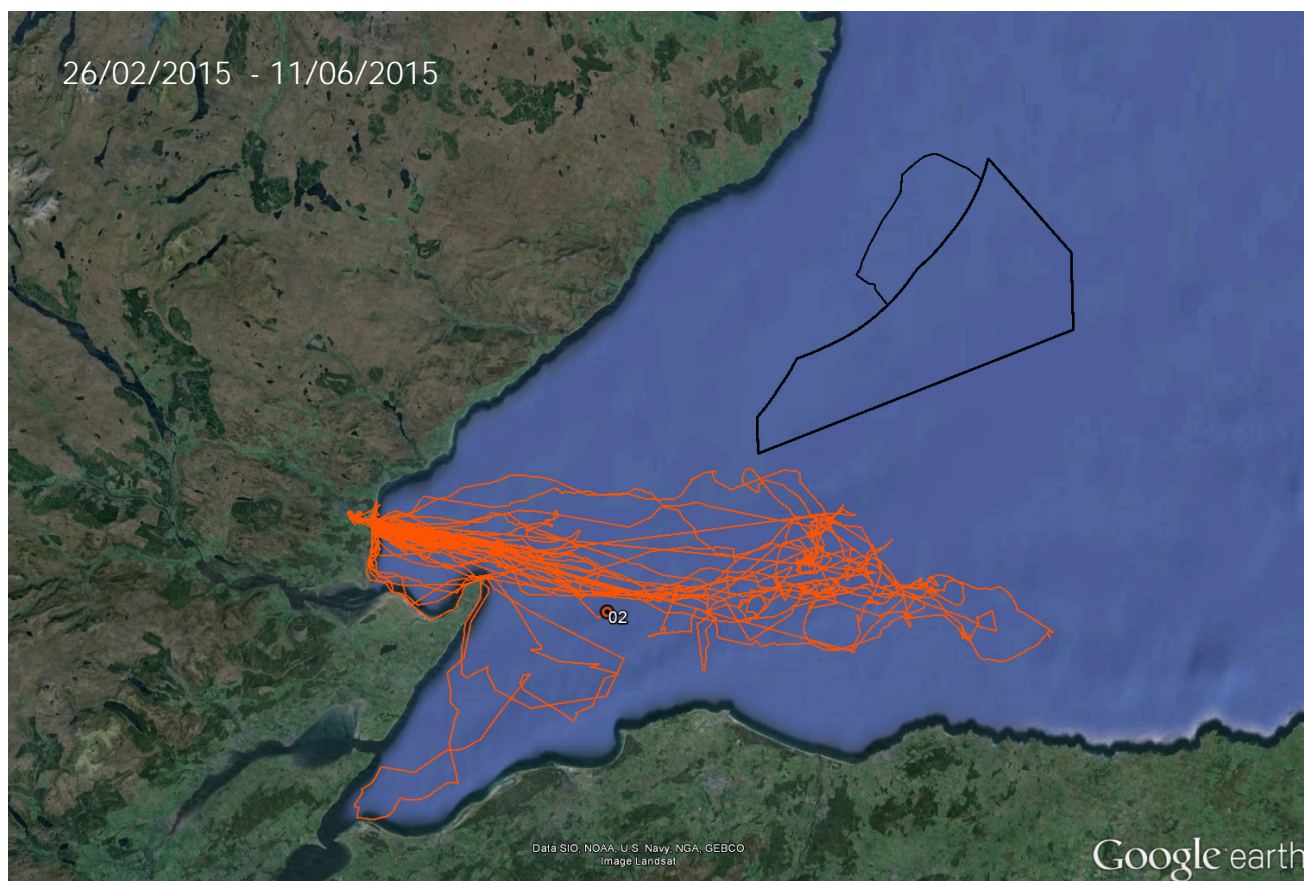 26/02/2015 - 11/06/2015
02
Data SIO, NOAA, U.S. Navy, NGA, GEBCO
Image Landsat
Google earth